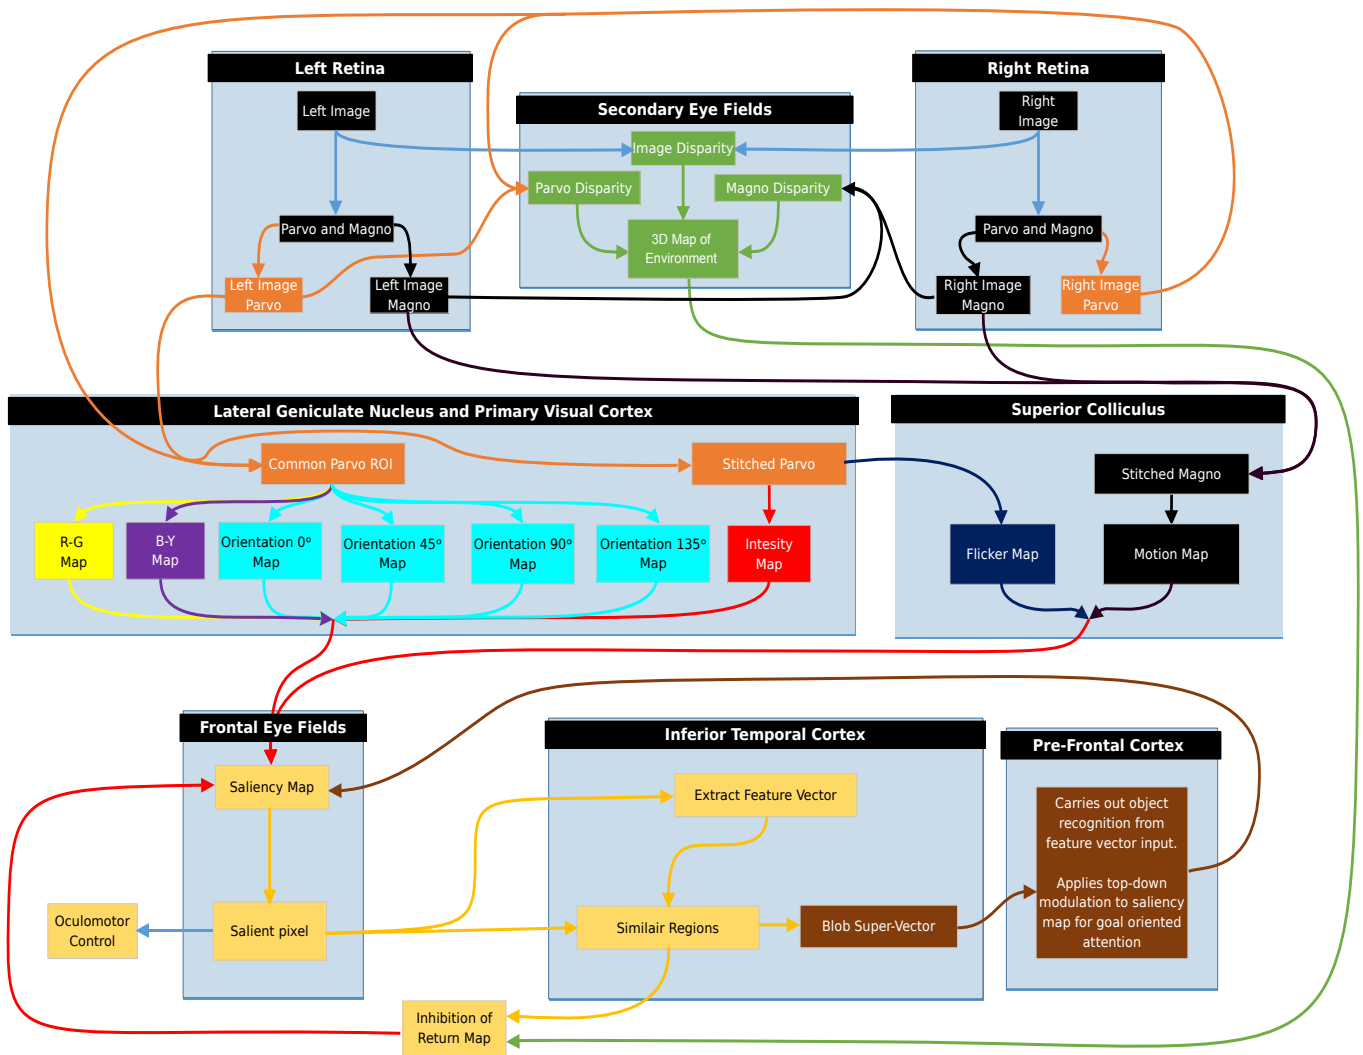 Left Retina
Left Image
Parvo and Magno
Left Image
Parvo
Left Image
Magno
Secondary Eye Fields
Image Disparity
Parvo Disparity
Magno Disparity
3D Map of
Environment
Right Retina
Right
Image
Parvo and Magno
Right Image
Magno
Right Image
Parvo
Lateral Geniculate Nucleus and Primary Visual Cortex
Common Parvo ROI
Stitched Parvo
R-G
Map
B-Y
Map
Orientation 0º
Map
Orientation 45º
Map
Orientation 90º
Map
Orientation 135º
Map
Intesity
Map
Superior Colliculus
Stitched Magno
Flicker Map
Motion Map
Frontal Eye Fields
Saliency Map
Salient pixel
Oculomotor
Control
Inferior Temporal Cortex
Extract Feature Vector
Similair Regions
Blob Super-Vector
Pre-Frontal Cortex
Carries out object
recognition from
feature vector input.
Applies top-down
modulation to saliency
map for goal oriented
attention
Inhibition of
Return Map